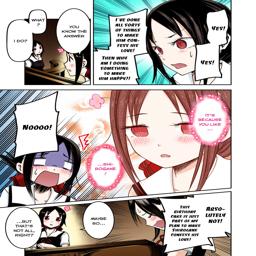 YES!
YES!
I'VE DONE
ALL SORTS
OF THINGS
TO MAKE
HIM CON-
FESS HIS
LOVE!
THEN WHY
AM I DOING
SOMETHING
TO MAKE
HIM HAPPY?!
YOU
KNOW
THE
ANSWER
WHAT
?
I DO?
IT'S
BECAUSE
YOU LIKE
...SHI-
ROGANE
NOOOO!
ABSO-
LUTELY
NOT!
THIS
BIRTHDAY
CAKE IS JUST
PART OF MY
PLAN TO MAKE
SHIROGANE
CONFESS HIS
LOVE!
MAYBE
SO...
...BUT
THAT'S
NOT ALL,
RIGHT?